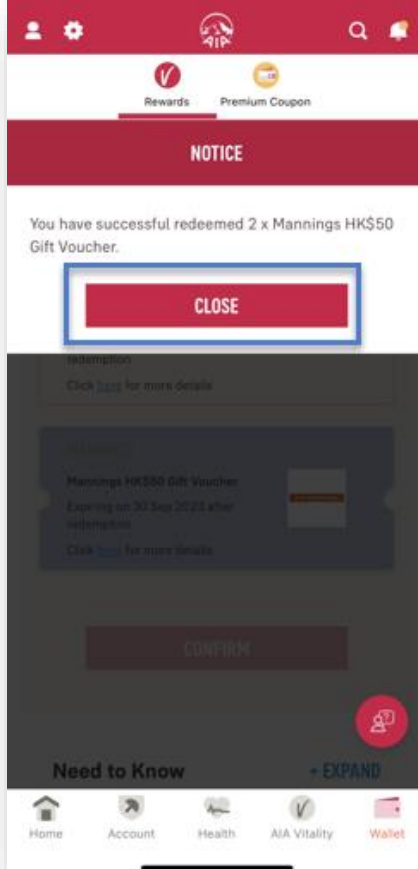 AIA
Rewards
Premium Coupon
NOTICE
You have successful redeemed 2 x Mannings HK$50
Gift Voucher.
CLOSE
redemption
Click here for more details
Mannings HK$50 Gift Voucher
Expiring on 30 Sep 2023 after
redemption
Click here for more details
CONFIRM
Need to Know
+ EXPAND
Home
Account
Health
AIA Vitality
Wallet